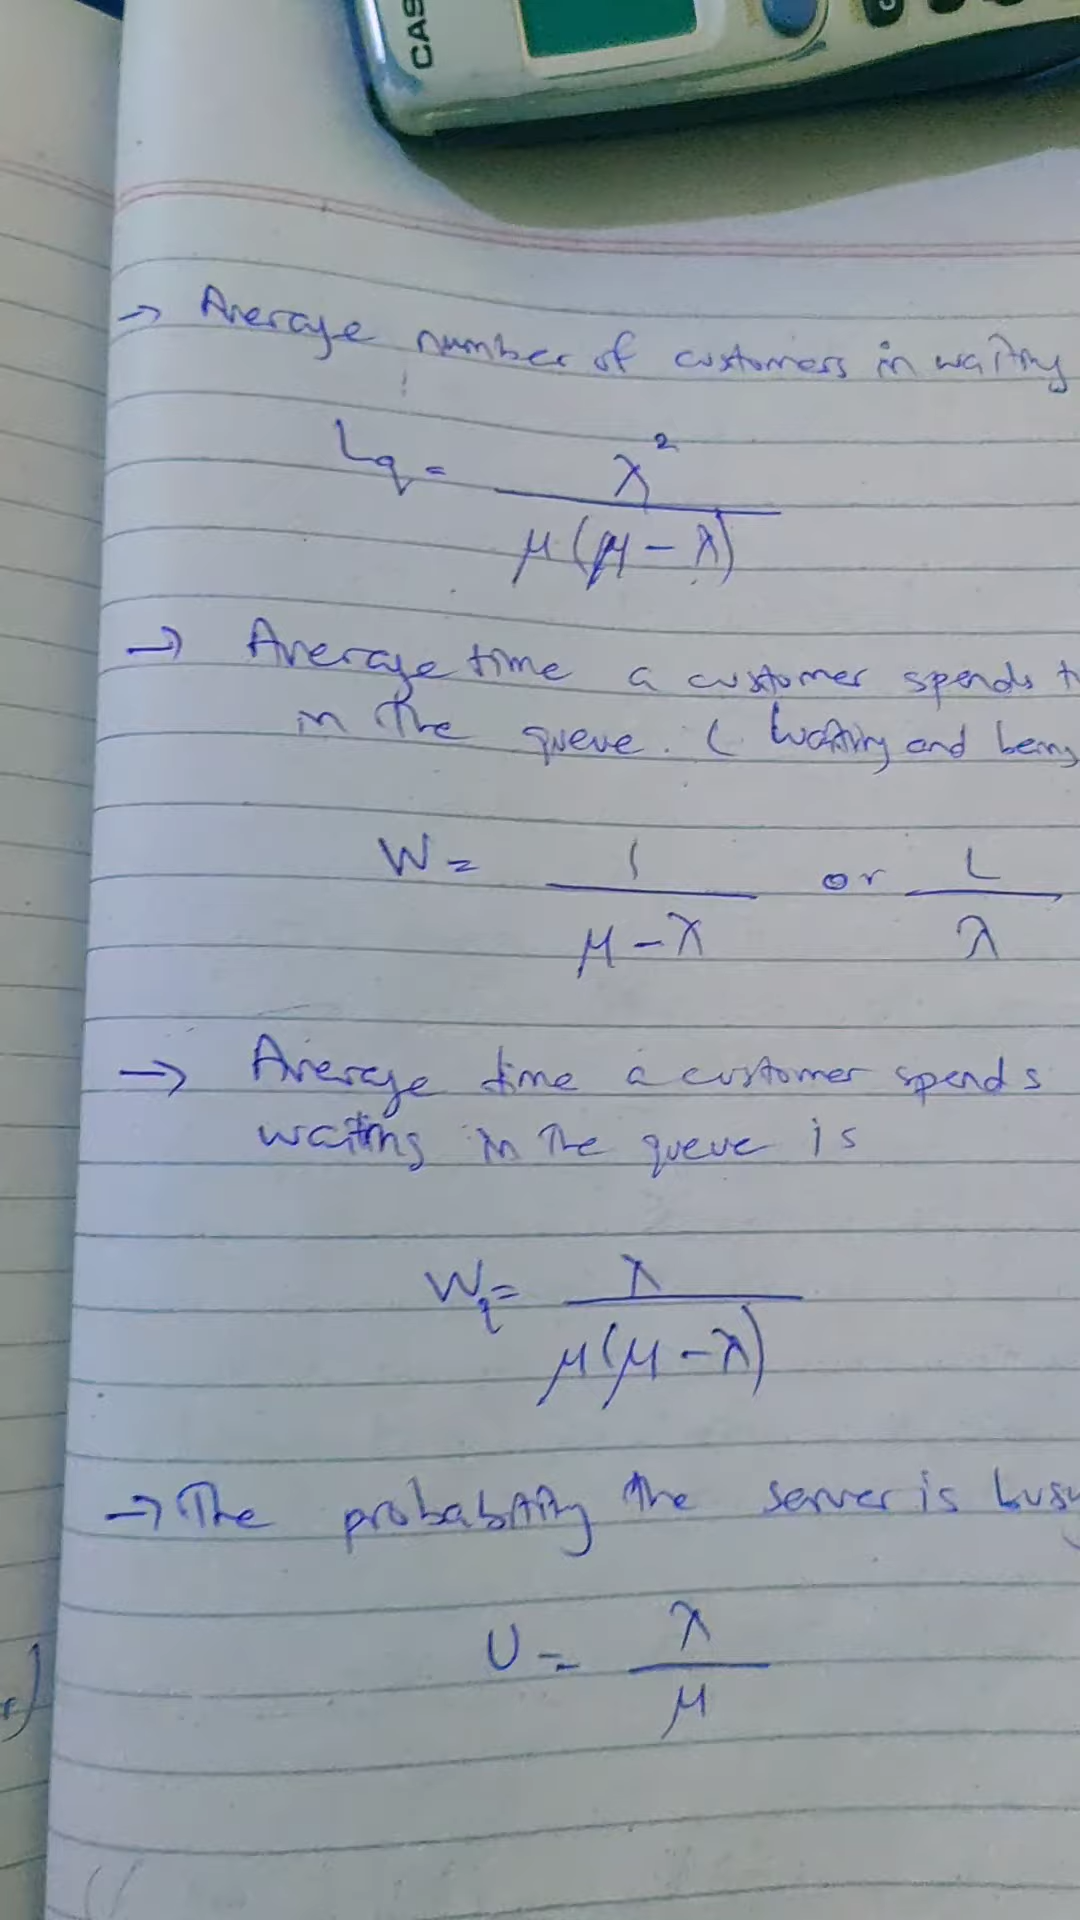 CAS
→ Average number of customers in waiting
Lq = λ² / μ(μ - λ)
→ Average time a customer spends
in the queue. ( waiting and being
W = 1 / μ - λ or L / λ
→ Average time a customer spends
waiting in the queue is
Wq = λ / μ(μ - λ)
→ The probability the server is busy
U = λ / μ